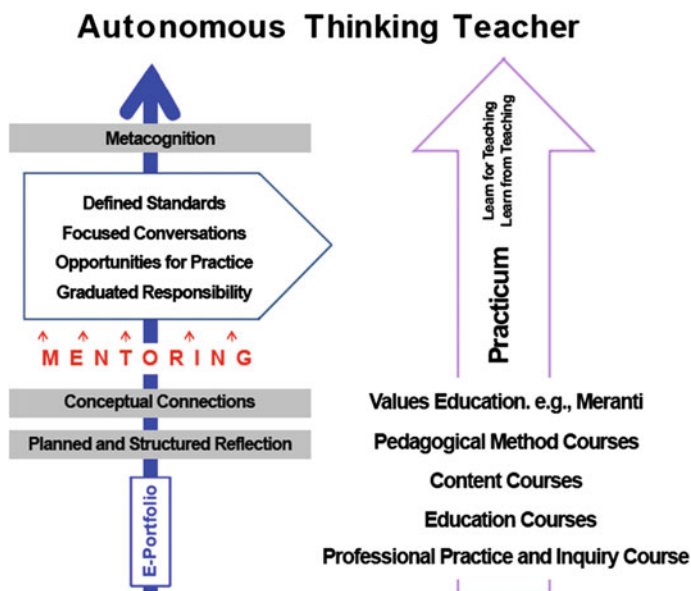 Autonomous Thinking Teacher
Metacognition
Defined Standards
Focused Conversations
Opportunities for Practice
Graduated Responsibility
MENTORING
Conceptual Connections
Planned and Structured Reflection
E-Portfolio
Learn for Teaching
Learn from Teaching
Practicum
Values Education. e.g., Meranti
Pedagogical Method Courses
Content Courses
Education Courses
Professional Practice and Inquiry Course